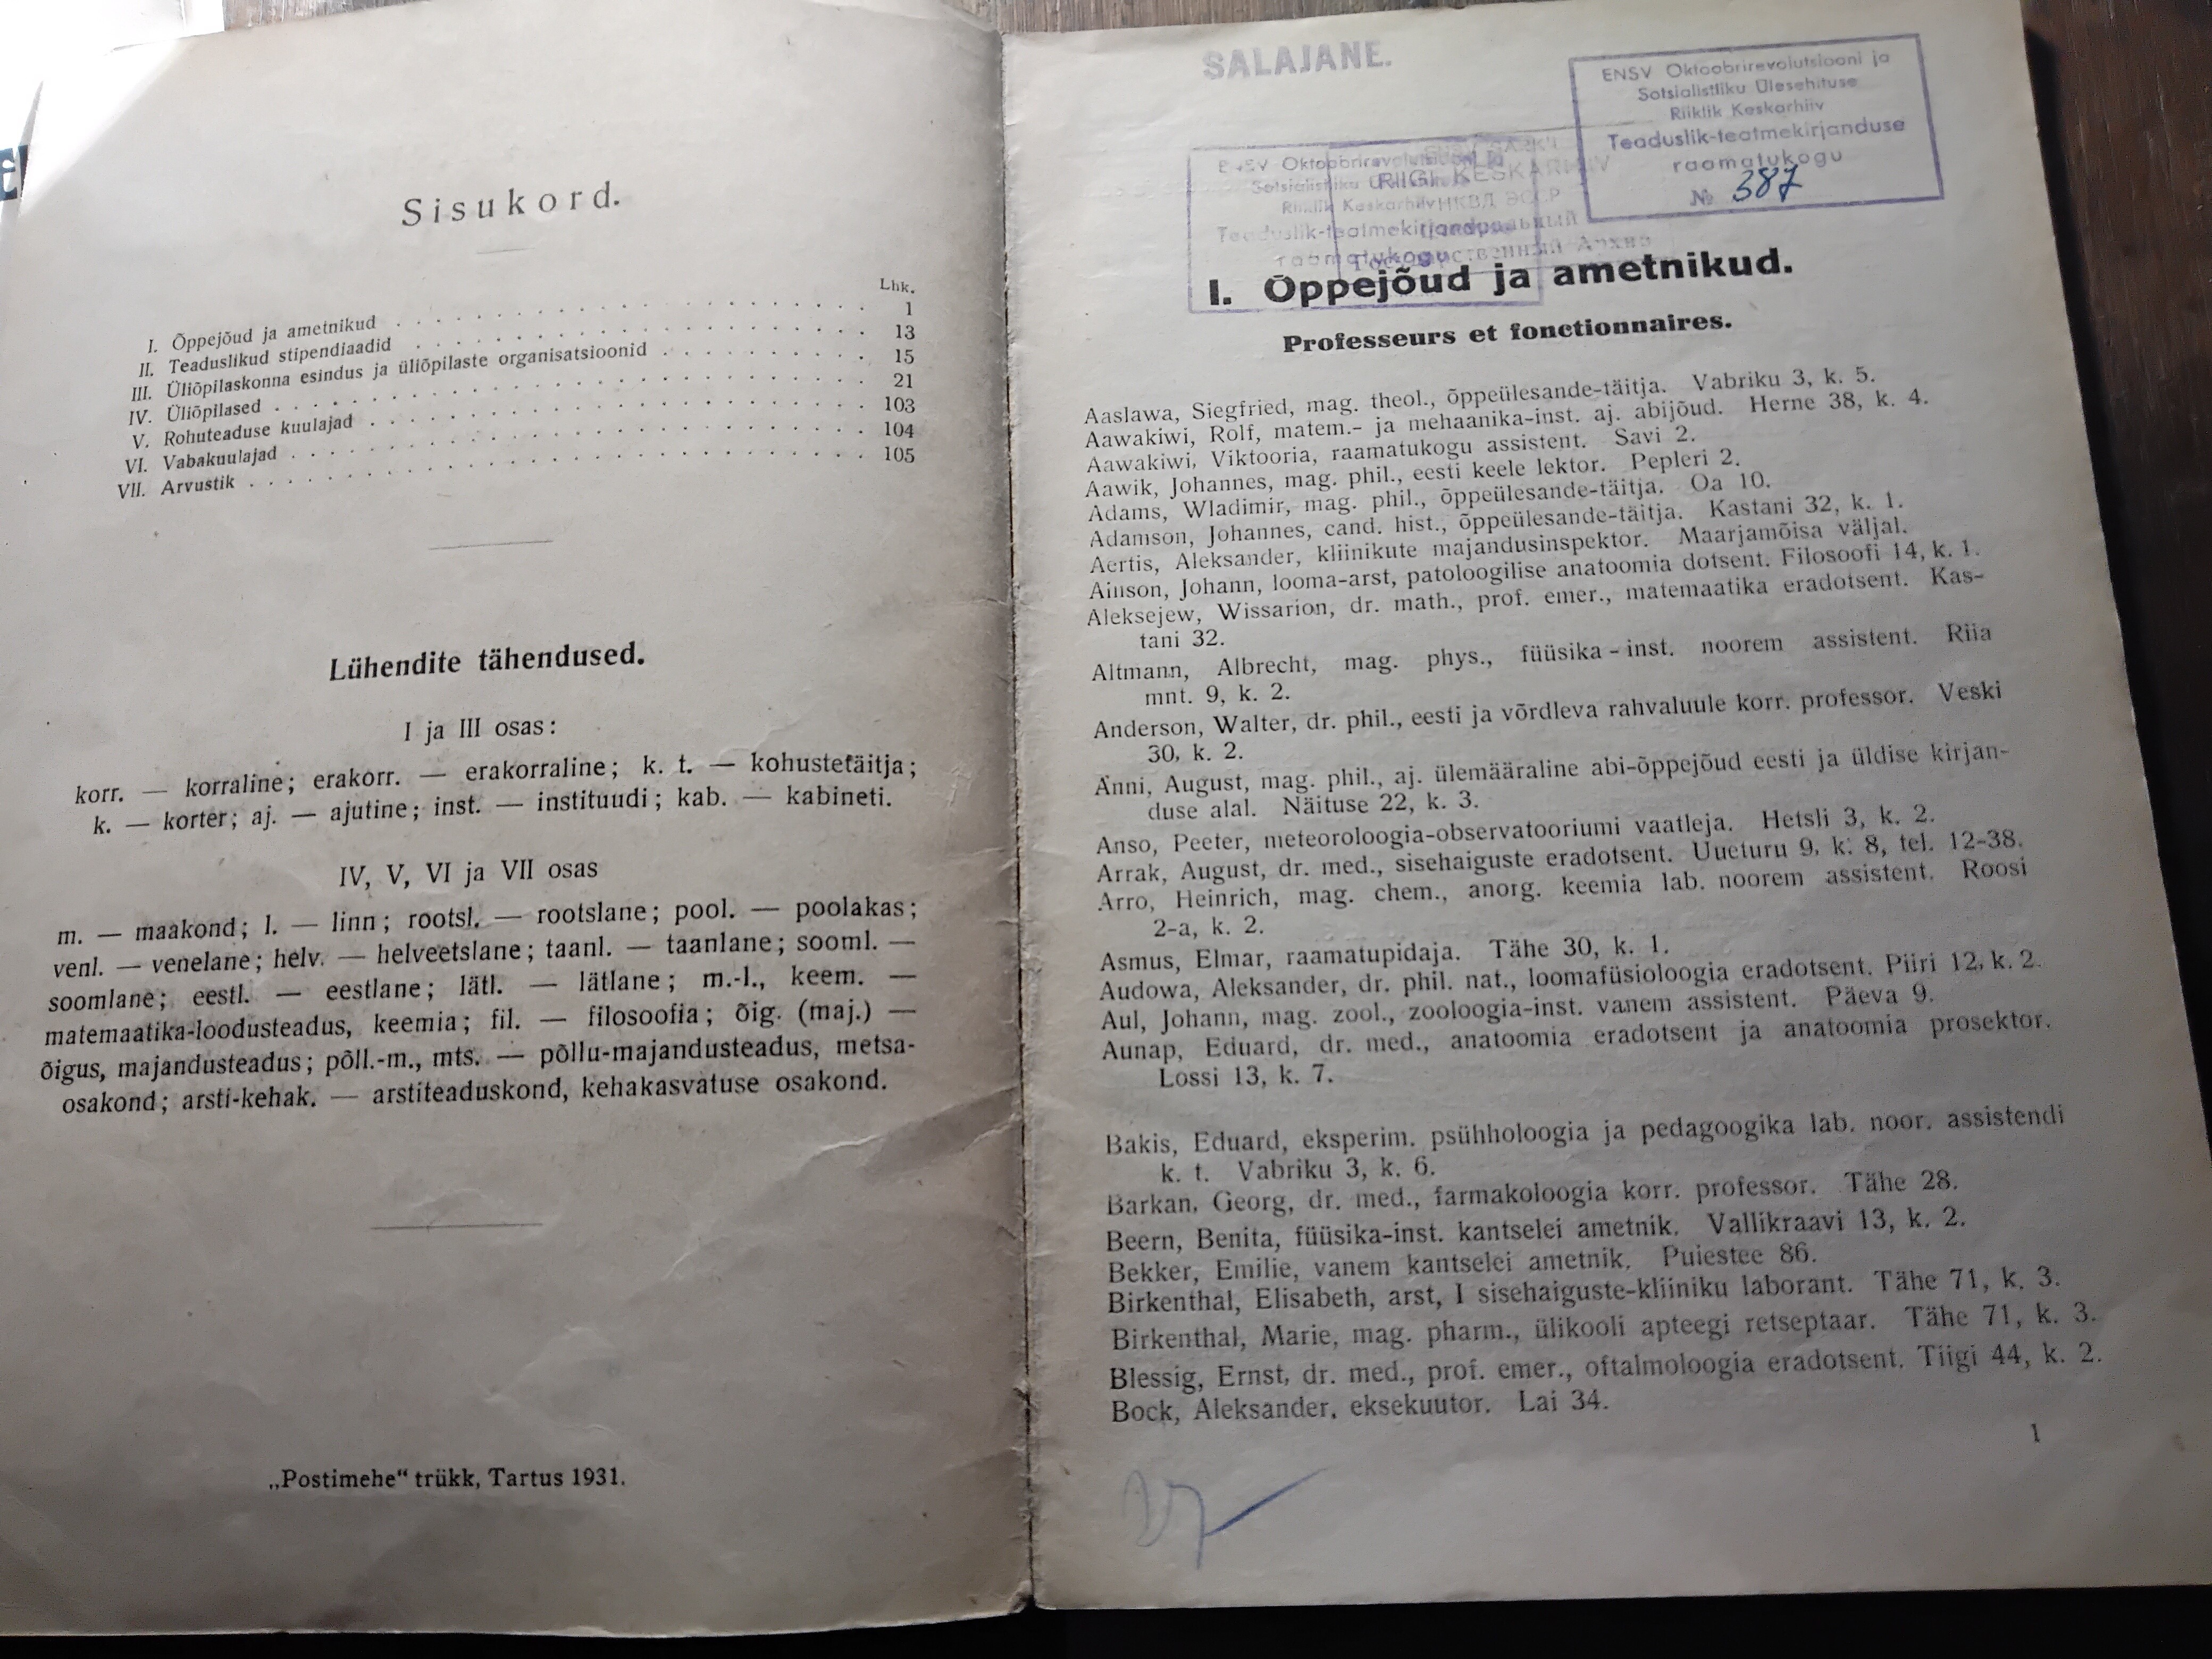 Sisukord.
Lhk.
I. Õppejõud ja ametnikud . . . 1
II. Teaduslikud stipendiaadid . . . 13
III. Üliõpilaskonna esindus ja üliõpilaste organisatsioonid . . . 15
IV. Üliõpilased . . . 21
V. Rohuteaduse kuulajad . . . 103
VI. Vabakuulajad . . . 104
VII. Arvustik . . . 105
Lühendite tähendused.
I ja III osas:
korr. — korraline; erakorr. — erakorraline; k. t. — kohustetäitja;
k. — korter; aj. — ajutine; inst. — instituudi; kab. — kabineti.
IV, V, VI ja VII osas
m. — maakond; l. — linn; rootsl. — rootslane; pool. — poolakas;
venl. — venelane; helv. — helveetslane; taanl. — taanlane; sooml. —
soomlane; eestl. — eestlane; lätl. — lätlane; m.-l., keem. —
matemaatika-loodusteadus, keemia; fil. — filosoofia; õig. (maj.) —
õigus, majandusteadus; põll.-m., mts. — põllu-majandusteadus, metsa-
osakond; arsti-kehak. — arstiteaduskond, kehakasvatuse osakond.
„Postimehe“ trükk, Tartus 1931.
SALAJANE.
ENSV Oktoobrirevolutsiooni ja
Sotsialistliku Ülesehituse
Riiklik Keskarhiiv
Teaduslik-teatmekirjanduse
raamatukogu
№ 387
ENSV Oktoobrirevolutsiooni ja
Sotsialistliku
Riiklik Keskarhiiv
Teaduslik-teatmekirjanduse
raamatukogu
RIIGI KESKARHIIV
НКВД ЭССР
I. Õppejõud ja ametnikud.
Professeurs et fonctionnaires.
Aaslawa, Siegfried, mag. theol., õppeülesande-täitja. Vabriku 3, k. 5.
Aawakiwi, Rolf, matem.- ja mehaanika-inst. aj. abijõud. Herne 38, k. 4.
Aawakiwi, Viktooria, raamatukogu assistent. Savi 2.
Aawik, Johannes, mag. phil., eesti keele lektor. Pepleri 2.
Adams, Wladimir, mag. phil., õppeülesande-täitja. Oa 10.
Adamson, Johannes, cand. hist., õppeülesande-täitja. Kastani 32, k. 1.
Aertis, Aleksander, kliinikute majandusinspektor. Maarjamõisa väljal.
Ainson, Johann, looma-arst, patoloogilise anatoomia dotsent. Filosoofi 14, k. 1.
Aleksejew, Wissarion, dr. math., prof. emer., matemaatika eradotsent. Kas-
tani 32.
Altmann, Albrecht, mag. phys., füüsika-inst. noorem assistent. Riia
mnt. 9, k. 2.
Anderson, Walter, dr. phil., eesti ja võrdleva rahvaluule korr. professor. Veski
30, k. 2.
Anni, August, mag. phil., aj. ülemääraline abi-õppejõud eesti ja üldise kirjan-
duse alal. Näituse 22, k. 3.
Anso, Peeter, meteoroloogia-observatooriumi vaatleja. Hetsli 3, k. 2.
Arrak, August, dr. med., sisehaiguste eradotsent. Uueturu 9, k. 8, tel. 12-38.
Arro, Heinrich, mag. chem., anorg. keemia lab. noorem assistent. Roosi
2-a, k. 2.
Asmus, Elmar, raamatupidaja. Tähe 30, k. 1.
Audowa, Aleksander, dr. phil. nat., loomafüsioloogia eradotsent. Piiri 12, k. 2.
Aul, Johann, mag. zool., zooloogia-inst. vanem assistent. Päeva 9.
Aunap, Eduard, dr. med., anatoomia eradotsent ja anatoomia prosektor.
Lossi 13, k. 7.
Bakis, Eduard, eksperim. psühholoogia ja pedagoogika lab. noor. assistendi
k. t. Vabriku 3, k. 6.
Barkan, Georg, dr. med., farmakoloogia korr. professor. Tähe 28.
Beern, Benita, füüsika-inst. kantselei ametnik. Vallikraavi 13, k. 2.
Bekker, Emilie, vanem kantselei ametnik. Puiestee 86.
Birkenthal, Elisabeth, arst, I sisehaiguste-kliiniku laborant. Tähe 71, k. 3.
Birkenthal, Marie, mag. pharm., ülikooli apteegi retseptaar. Tähe 71, k. 3.
Blessig, Ernst, dr. med., prof. emer., oftalmoloogia eradotsent. Tiigi 44, k. 2.
Bock, Aleksander, eksekuutor. Lai 34.
1